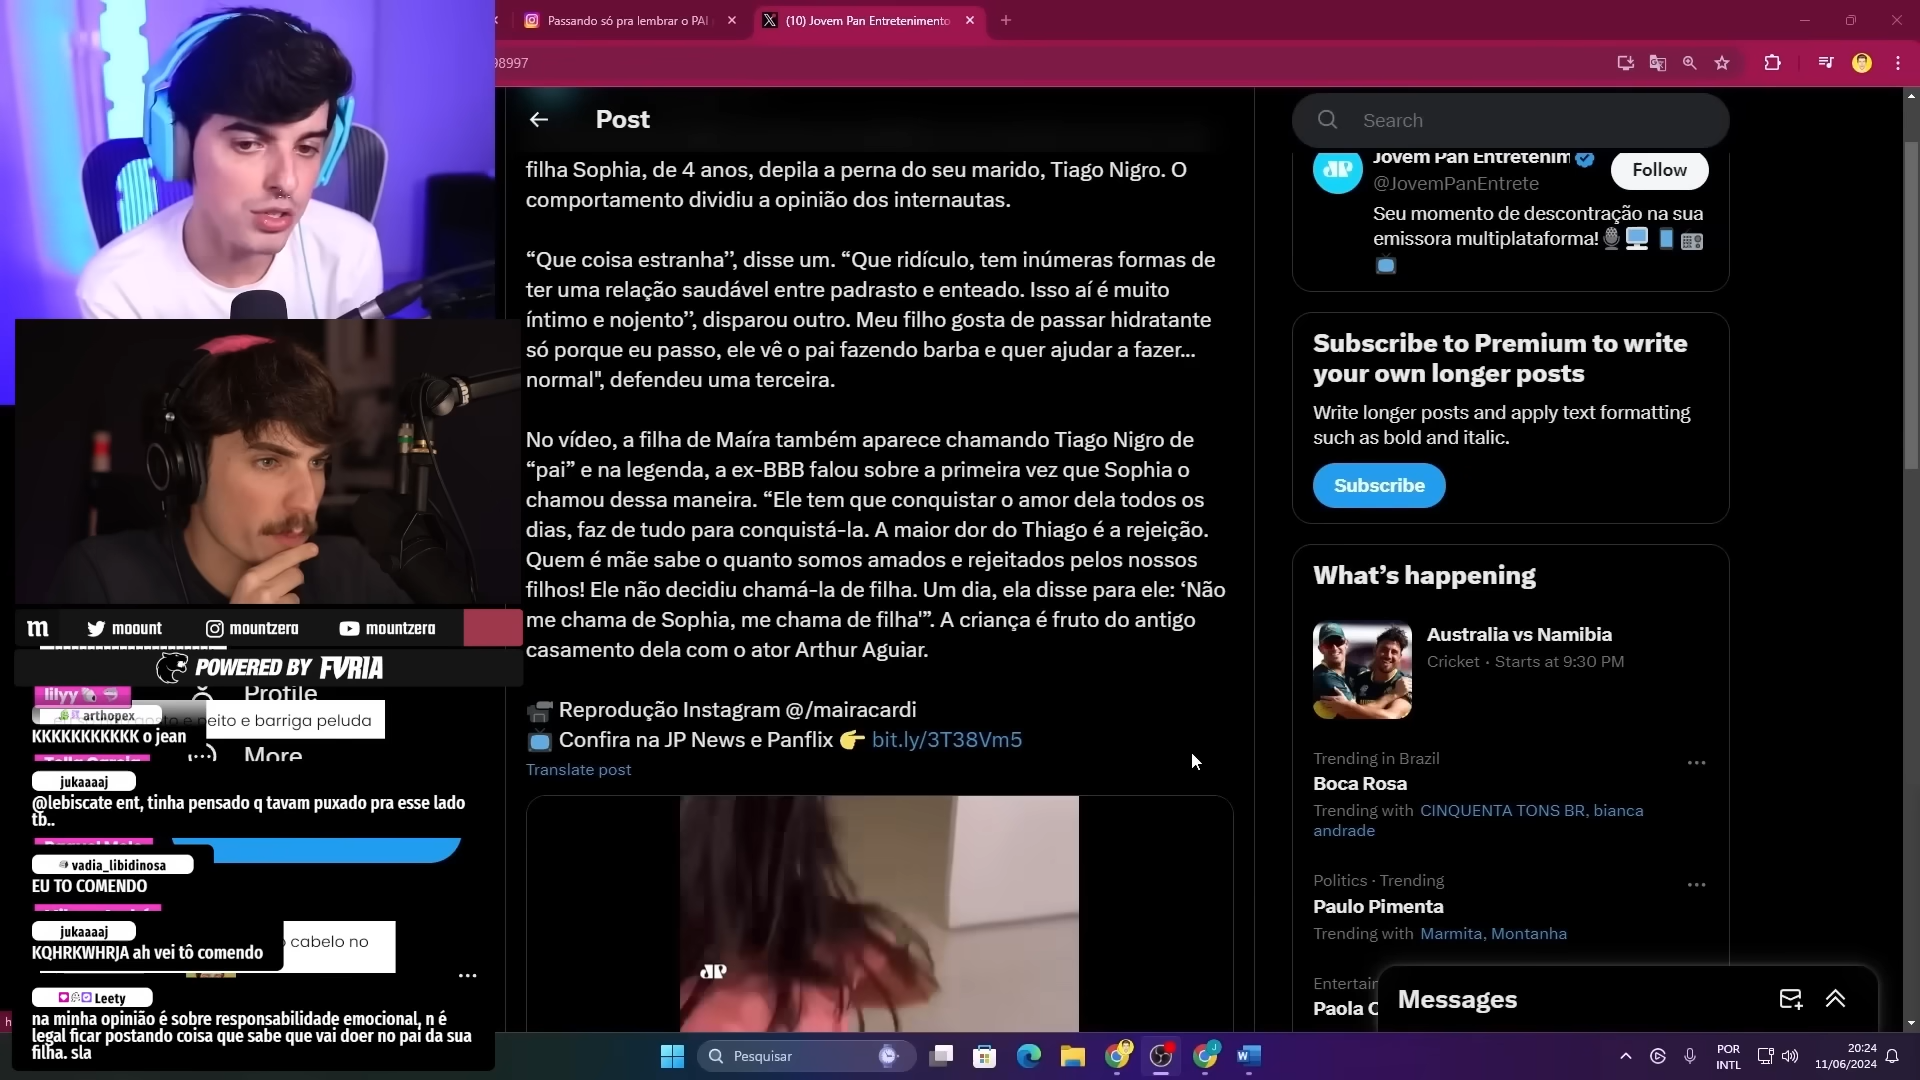 Passando só pra lembrar o PAI
(10) Jovem Pan Entretenimento
98997
Post
Search
filha Sophia, de 4 anos, depila a perna do seu marido, Tiago Nigro. O
comportamento dividiu a opinião dos internautas.
“Que coisa estranha”, disse um. “Que ridículo, tem inúmeras formas de
ter uma relação saudável entre padrasto e enteado. Isso aí é muito
íntimo e nojento”, disparou outro. Meu filho gosta de passar hidratante
só porque eu passo, ele vê o pai fazendo barba e quer ajudar a fazer...
normal", defendeu uma terceira.
No vídeo, a filha de Maíra também aparece chamando Tiago Nigro de
“pai” e na legenda, a ex-BBB falou sobre a primeira vez que Sophia o
chamou dessa maneira. “Ele tem que conquistar o amor dela todos os
dias, faz de tudo para conquistá-la. A maior dor do Thiago é a rejeição.
Quem é mãe sabe o quanto somos amados e rejeitados pelos nossos
filhos! Ele não decidiu chamá-la de filha. Um dia, ela disse para ele: ‘Não
me chama de Sophia, me chama de filha'”. A criança é fruto do antigo
casamento dela com o ator Arthur Aguiar.
Reprodução Instagram @/mairacardi
Confira na JP News e Panflix 👉 bit.ly/3T38Vm5
Translate post
JP
Jovem Pan Entretenim
@JovemPanEntrete
Follow
Seu momento de descontração na sua
emissora multiplataforma!
Subscribe to Premium to write
your own longer posts
Write longer posts and apply text formatting
such as bold and italic.
Subscribe
What’s happening
Australia vs Namibia
Cricket · Starts at 9:30 PM
Trending in Brazil
Boca Rosa
Trending with CINQUENTA TONS BR, bianca
andrade
Politics · Trending
Paulo Pimenta
Trending with Marmita, Montanha
Entertain
Paola C
Messages
m moount mountzera mountzera
POWERED BY FVRIA
Profile
lilyy
arthopex
e peito e barriga peluda
KKKKKKKKKKK o jean
More
jukaaaaj
@lebiscate ent, tinha pensado q tavam puxado pra esse lado
tb..
vadia_libidinosa
EU TO COMENDO
jukaaaaj
cabelo no
KQHRKWHRJA ah vei tô comendo
Leety
na minha opinião é sobre responsabilidade emocional, n é
legal ficar postando coisa que sabe que vai doer no pai da sua
filha. sla
Pesquisar
POR
INTL
20:24
11/06/2024